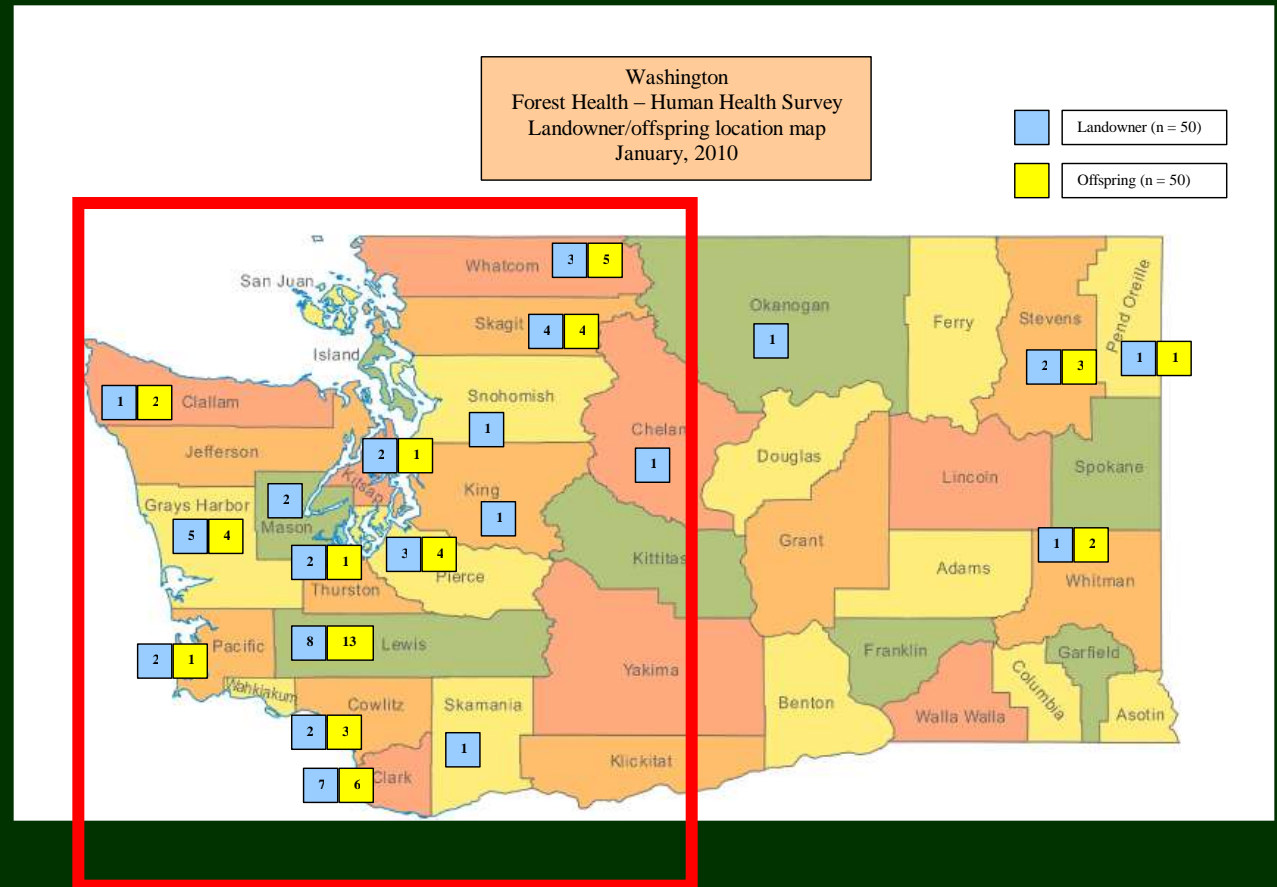 Washington
Forest Health – Human Health Survey
Landowner/offspring location map
January, 2010
Landowner (n = 50)
Offspring (n = 50)
Whatcom
3 5
San Juan
Skagit
4 4
Island
Okanogan
1
Ferry
Stevens
2 3
Pend Oreille
1 1
Clallam
1 2
Snohomish
1
Chelan
1
Jefferson
2 1
Kitsap
Douglas
Lincoln
Spokane
King
1
Grays Harbor
5 4
2
Mason
2 1
Thurston
3 4
Pierce
Kittitas
Grant
Adams
1 2
Whitman
Pacific
2 1
8 13
Lewis
Yakima
Franklin
Garfield
Columbia
Wahkiakum
Cowlitz
2 3
Skamania
1
Benton
Walla Walla
Asotin
Klickitat
7 6
Clark